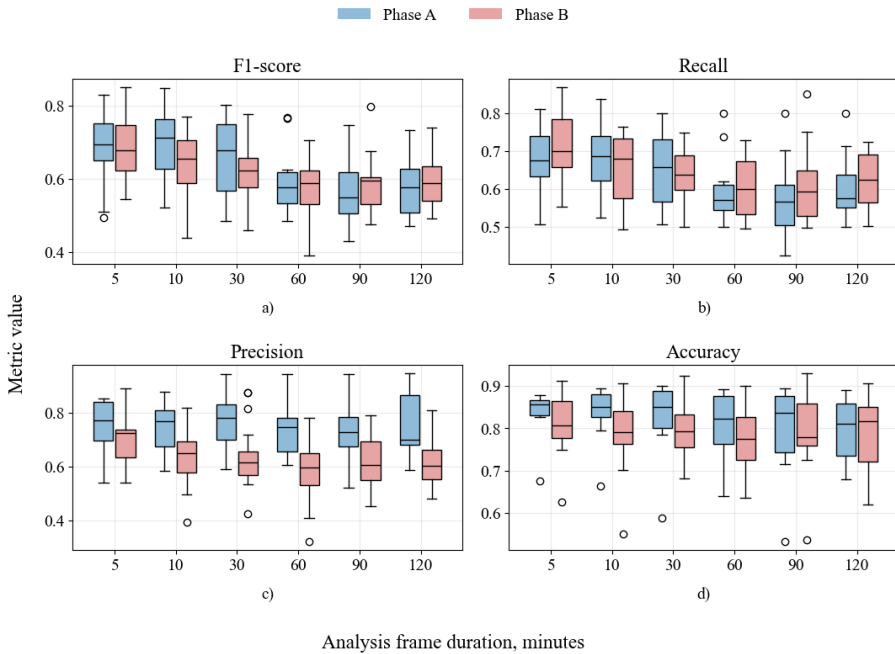 Phase A Phase B
F1-score
0.8
0.6
0.4
5 10 30 60 90 120
a)
Recall
0.8
0.7
0.6
0.5
5 10 30 60 90 120
b)
Metric value
Precision
0.8
0.6
0.4
5 10 30 60 90 120
c)
Accuracy
0.9
0.8
0.7
0.6
5 10 30 60 90 120
d)
Analysis frame duration, minutes